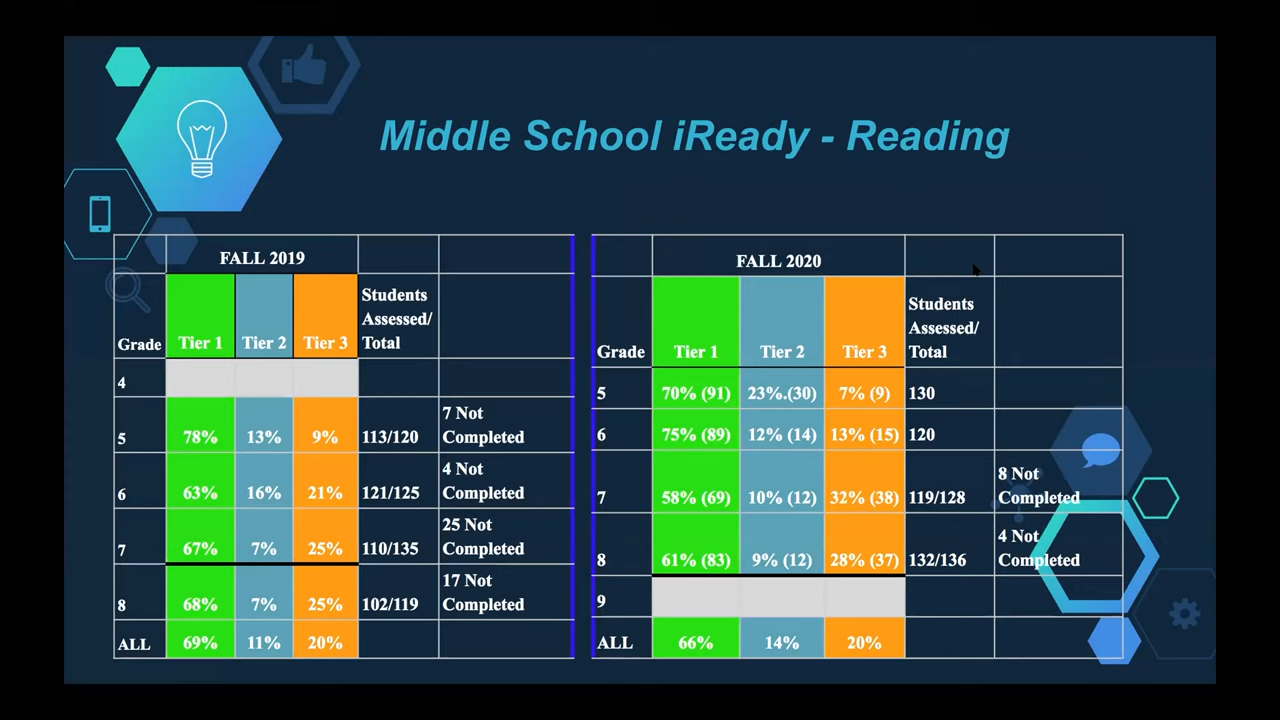 Middle School iReady - Reading
FALL 2019
Grade Tier 1 Tier 2 Tier 3 Students Assessed/ Total
4
5 78% 13% 9% 113/120 7 Not Completed
6 63% 16% 21% 121/125 4 Not Completed
7 67% 7% 25% 110/135 25 Not Completed
8 68% 7% 25% 102/119 17 Not Completed
ALL 69% 11% 20%
FALL 2020
Grade Tier 1 Tier 2 Tier 3 Students Assessed/ Total
5 70% (91) 23%.(30) 7% (9) 130
6 75% (89) 12% (14) 13% (15) 120
7 58% (69) 10% (12) 32% (38) 119/128 8 Not Completed
8 61% (83) 9% (12) 28% (37) 132/136 4 Not Completed
9
ALL 66% 14% 20%